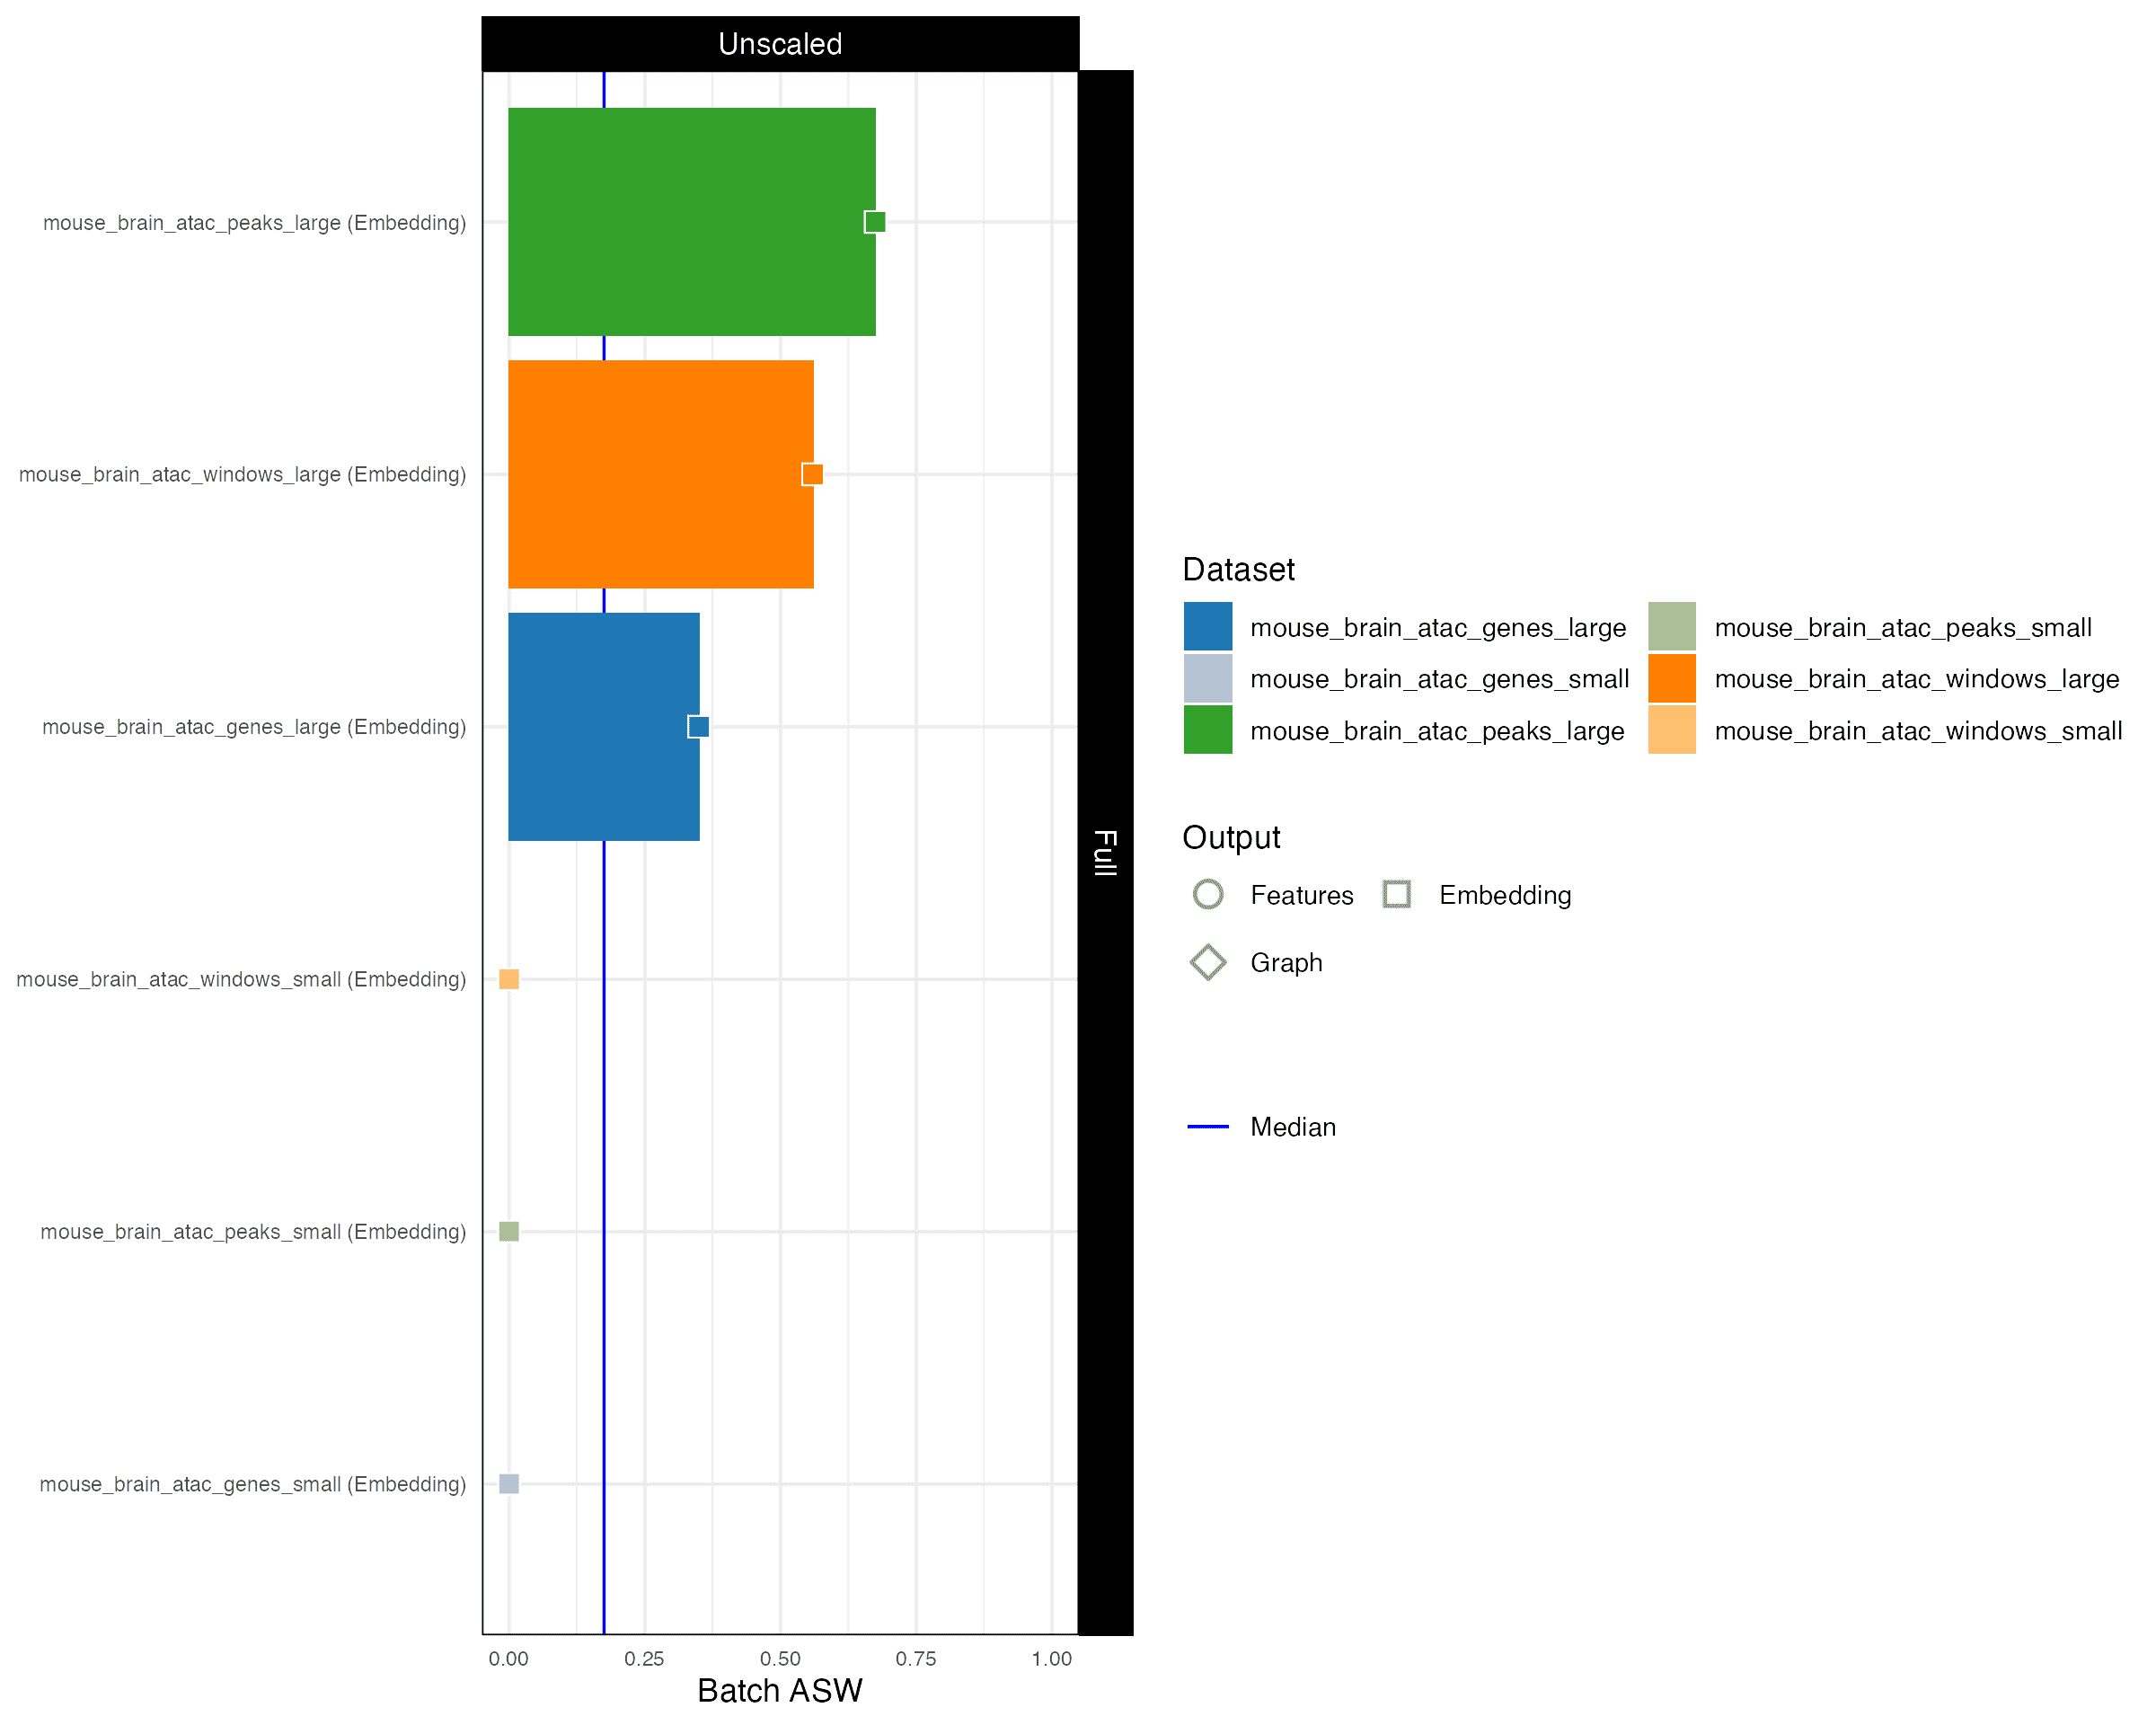 Unscaled
mouse_brain_atac_peaks_large (Embedding)
mouse_brain_atac_windows_large (Embedding)
mouse_brain_atac_genes_large (Embedding)
mouse_brain_atac_windows_small (Embedding)
mouse_brain_atac_peaks_small (Embedding)
mouse_brain_atac_genes_small (Embedding)
0.00 0.25 0.50 0.75 1.00
Batch ASW
Full
Dataset
mouse_brain_atac_genes_large mouse_brain_atac_peaks_small
mouse_brain_atac_genes_small mouse_brain_atac_windows_large
mouse_brain_atac_peaks_large mouse_brain_atac_windows_small
Output
Features Embedding
Graph
Median